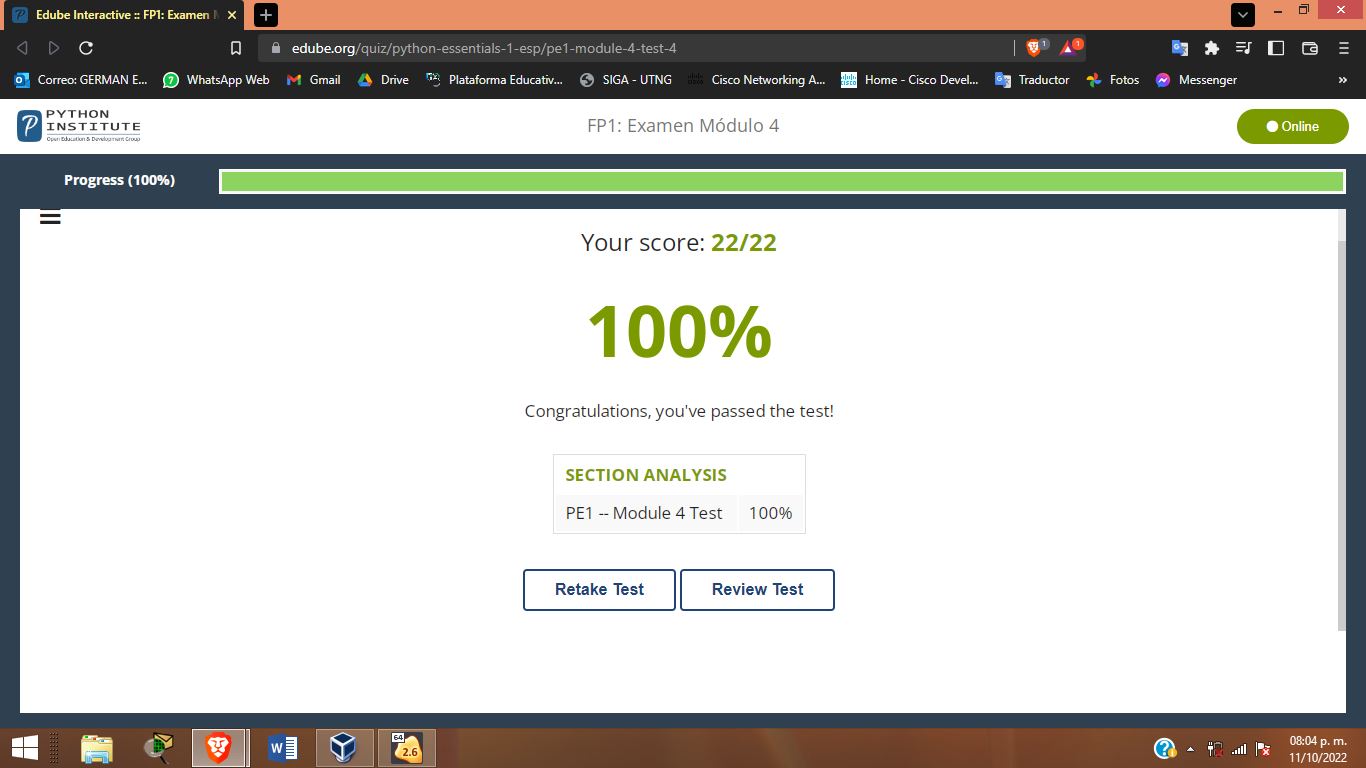 Edube Interactive :: FP1: Examen
edube.org/quiz/python-essentials-1-esp/pe1-module-4-test-4
1
1
Correo: GERMAN E...
WhatsApp Web
Gmail
Drive
Plataforma Educativ...
SIGA - UTNG
Cisco Networking A...
Home - Cisco Devel...
Traductor
Fotos
Messenger
»
PYTHON
INSTITUTE
Open Education & Development Group
FP1: Examen Módulo 4
Online
Progress (100%)
Your score: 22/22
100%
Congratulations, you've passed the test!
SECTION ANALYSIS
PE1 -- Module 4 Test 100%
Retake Test
Review Test
64
2.6
08:04 p. m.
11/10/2022